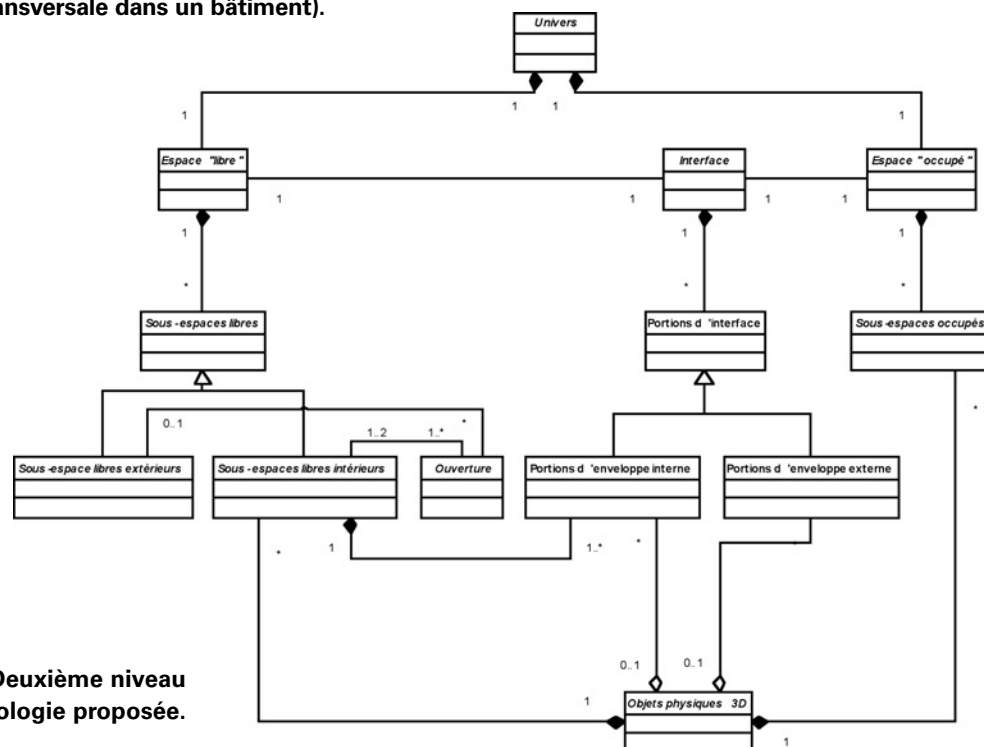 ansversale dans un bâtiment).
Univers
1 1
1 1
Espace "libre"
Interface
Espace "occupé"
1 1 1 1
1 1 1
* * *
Sous-espaces libres
Portions d'interface
Sous-espaces occupés
0..1 * *
1..2 1..*
Sous-espace libres extérieurs
Sous-espaces libres intérieurs
Ouverture
Portions d'enveloppe interne
Portions d'enveloppe externe
* 1 1..* *
0..1 0..1
Deuxième niveau
ologie proposée.
1
Objets physiques 3D
1